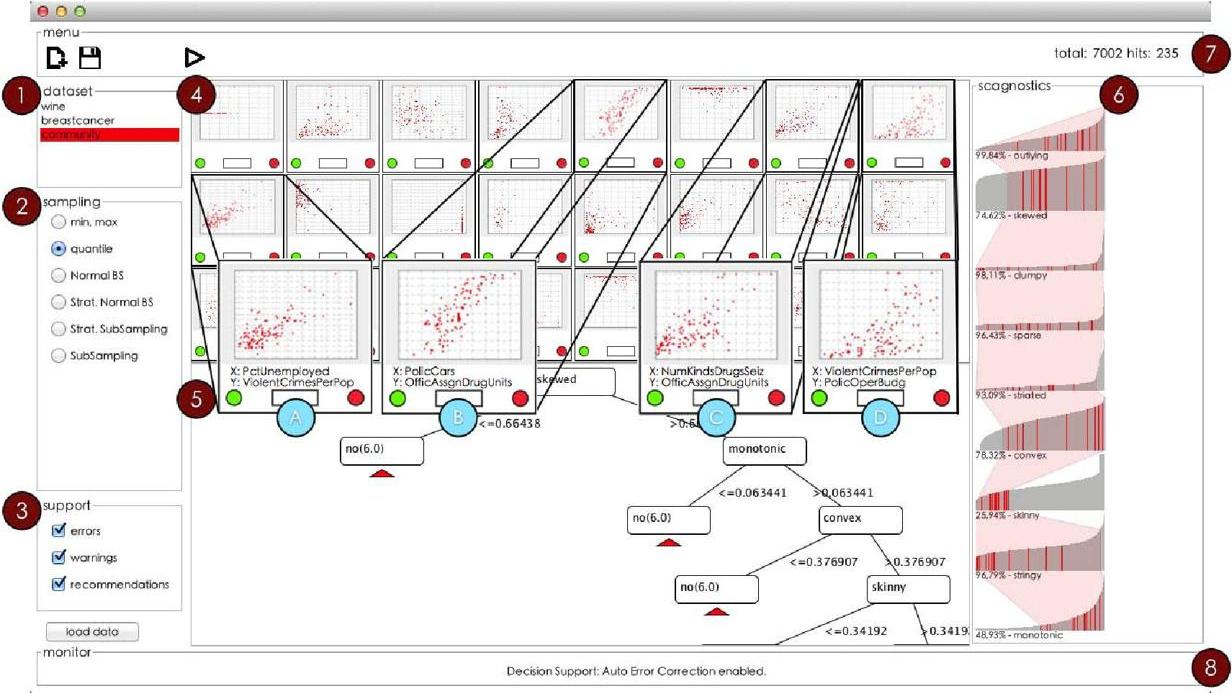 menu
total: 7002 hits: 235
7
1
dataset
wine
breastcancer
community
4
scagnostics
6
2
sampling
min, max
quantile
Normal BS
Strat. Normal BS
Strat. SubSampling
SubSampling
99,84% - outlying
74,62% - skewed
98,11% - clumpy
96,43% - sparse
93,09% - striated
78,32% - convex
25,94% - skinny
96,79% - stringy
48,93% - monotonic
X: PctUnemployed
Y: ViolentCrimesPerPop
X: PolicCars
Y: OfficAssgnDrugUnits
X: NumKindsDrugsSeiz
Y: OfficAssgnDrugUnits
X: ViolentCrimesPerPop
Y: PolicOperBudg
5
A
B
C
D
skewed
<=0.66438
>0.6
no(6.0)
monotonic
<=0.063441
>0.063441
no(6.0)
convex
<=0.376907
>0.376907
no(6.0)
skinny
<=0.34192
>0.3419
3
support
errors
warnings
recommendations
load data
monitor
Decision Support: Auto Error Correction enabled.
8